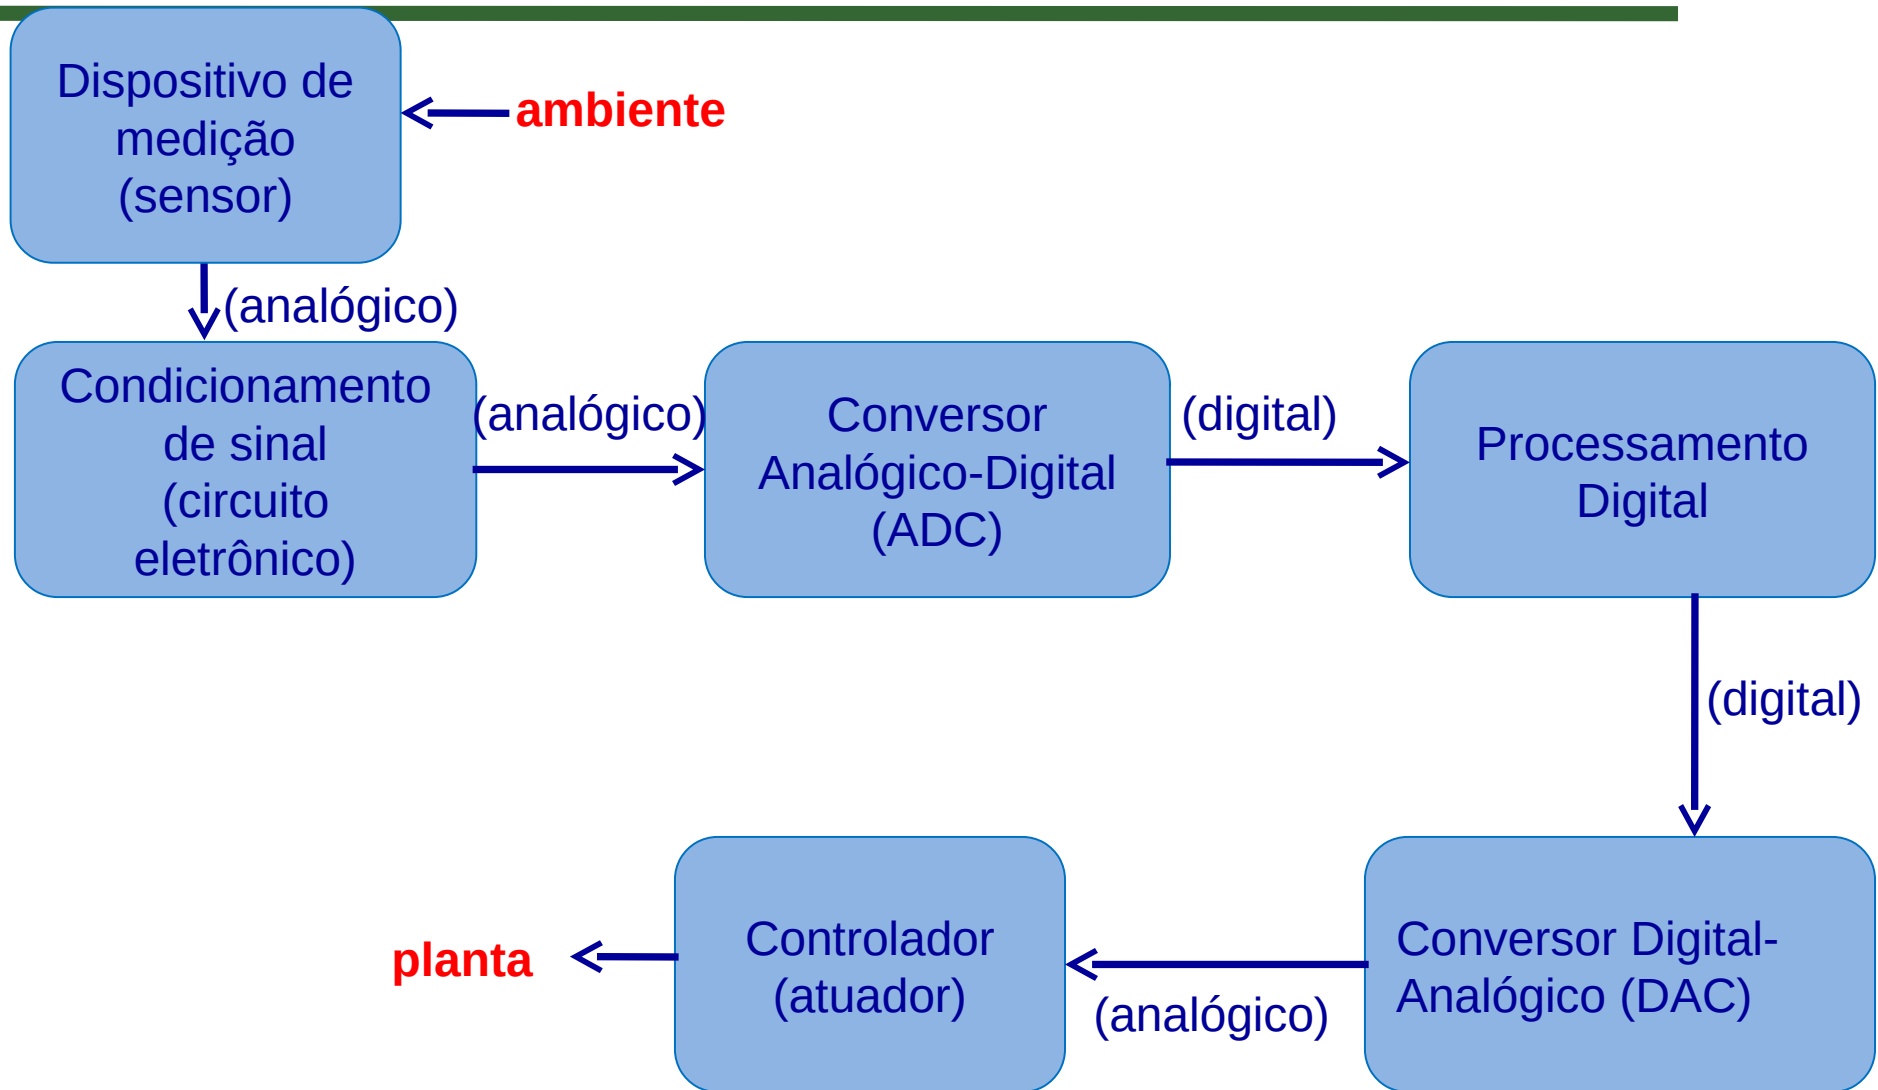 Dispositivo de
medição
(sensor)
ambiente
(analógico)
Condicionamento
de sinal
(circuito
eletrônico)
(analógico)
Conversor
Analógico-Digital
(ADC)
(digital)
Processamento
Digital
(digital)
Conversor Digital-
Analógico (DAC)
(analógico)
Controlador
(atuador)
planta